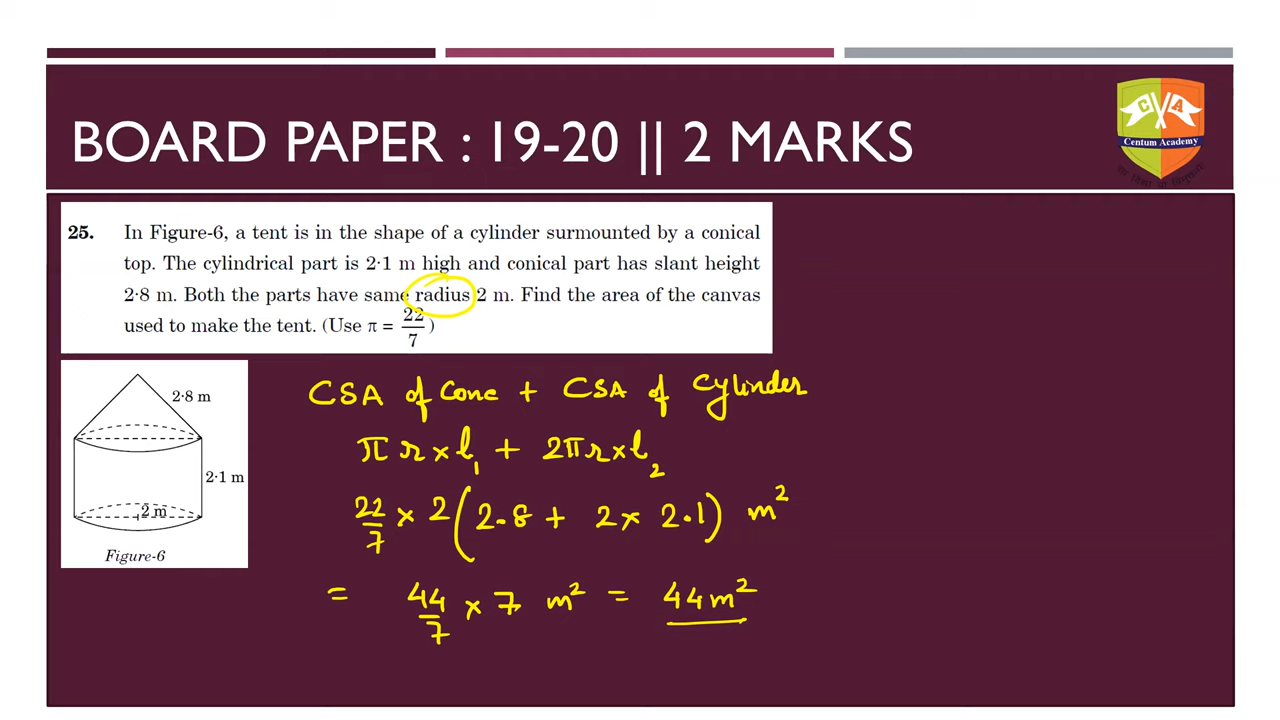 BOARD PAPER : 19-20 || 2 MARKS
C A
Centum Academy
25. In Figure-6, a tent is in the shape of a cylinder surmounted by a conical
top. The cylindrical part is 2·1 m high and conical part has slant height
2·8 m. Both the parts have same radius 2 m. Find the area of the canvas
used to make the tent. (Use π = 22/7)
2·8 m
2·1 m
2 m
Figure-6
CSA of Cone + CSA of Cylinder
πr×l₁ + 2πr×l₂
22/7 × 2 (2.8 + 2 × 2.1) m²
= 44/7 × 7 m² = 44 m²